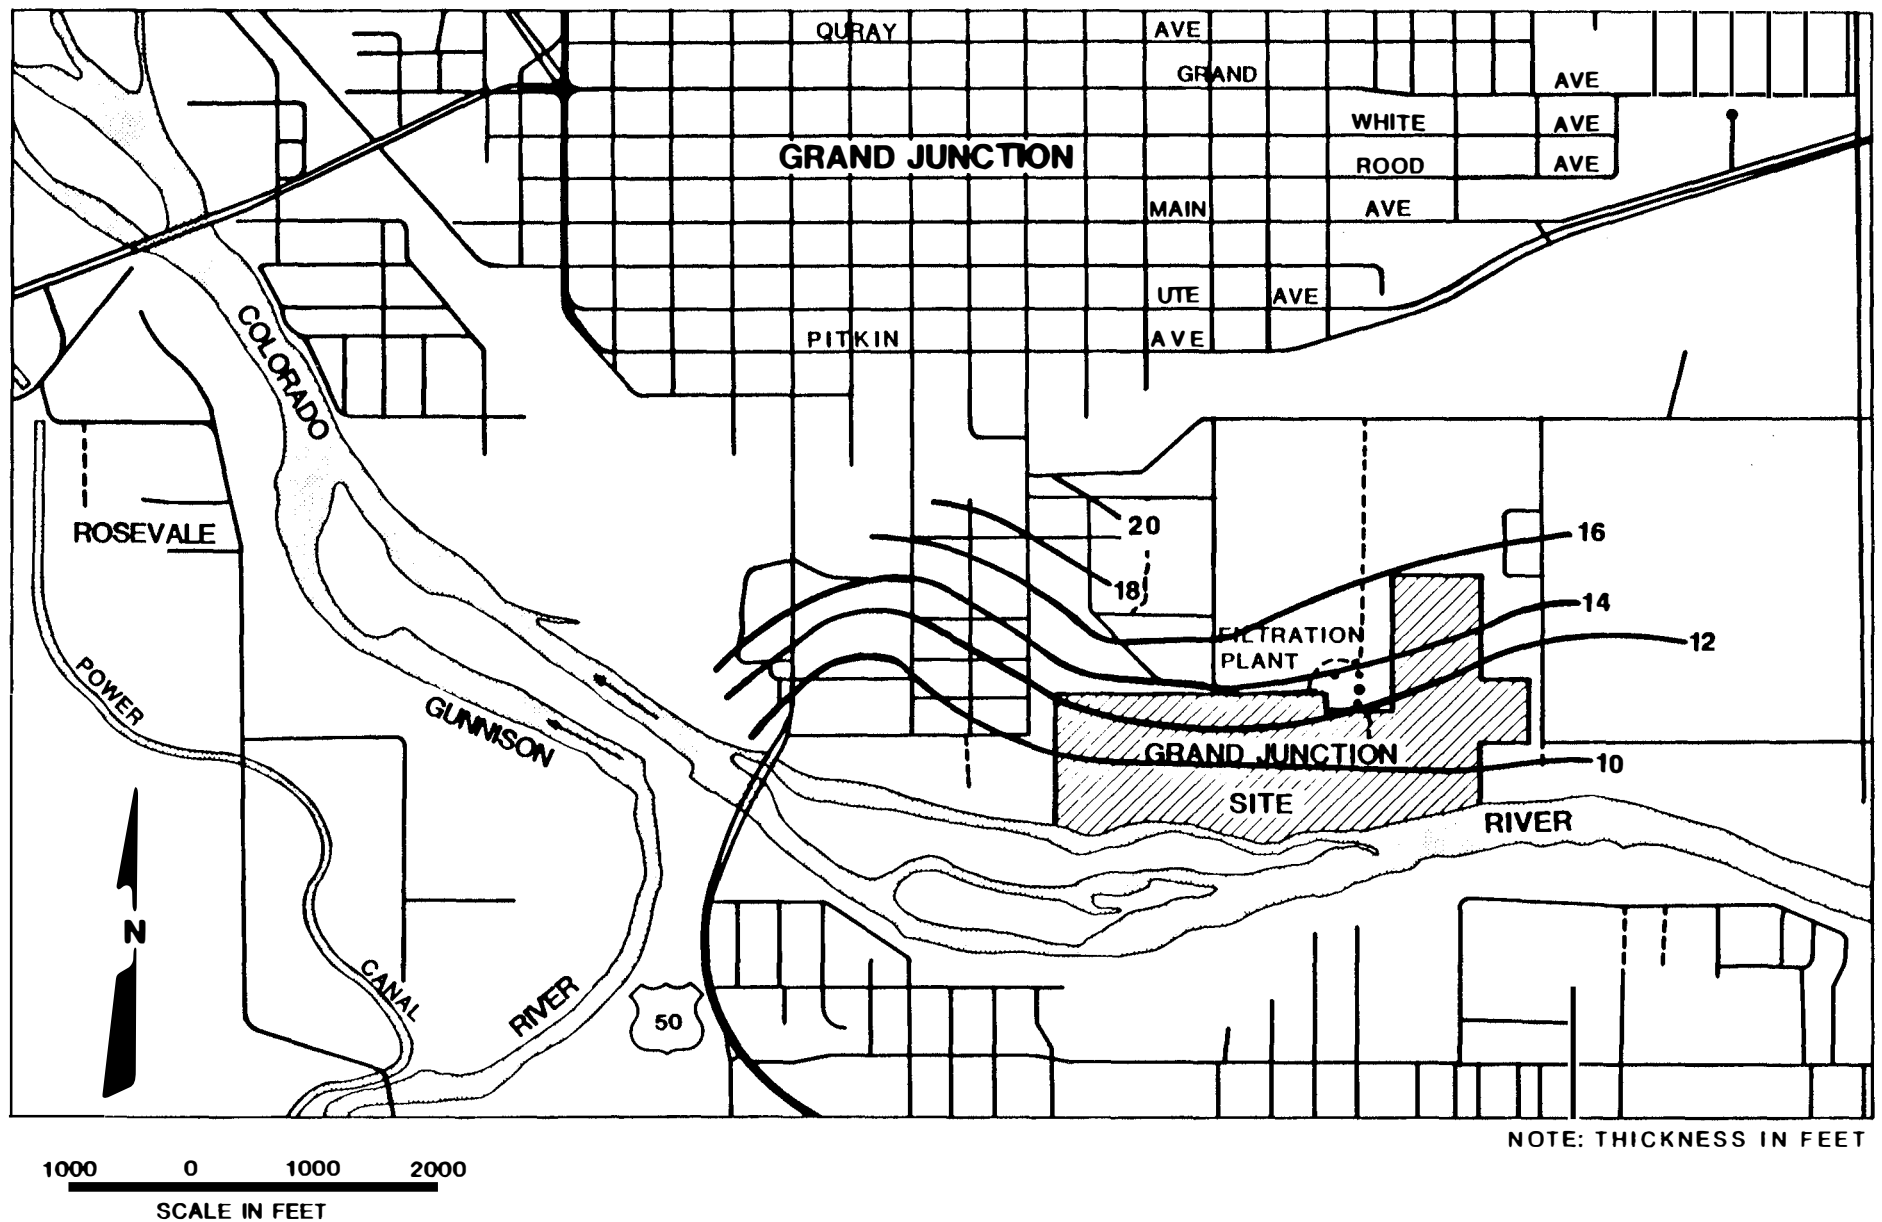 QURAY AVE
GRAND AVE
WHITE AVE
GRAND JUNCTION
ROOD AVE
MAIN AVE
UTE AVE
PITKIN AVE
COLORADO
ROSEVALE
20
16
18
14
FILTRATION
PLANT
12
POWER
GUNNISON
GRAND JUNCTION
10
SITE
RIVER
N
CANAL
RIVER
50
NOTE: THICKNESS IN FEET
1000 0 1000 2000
SCALE IN FEET